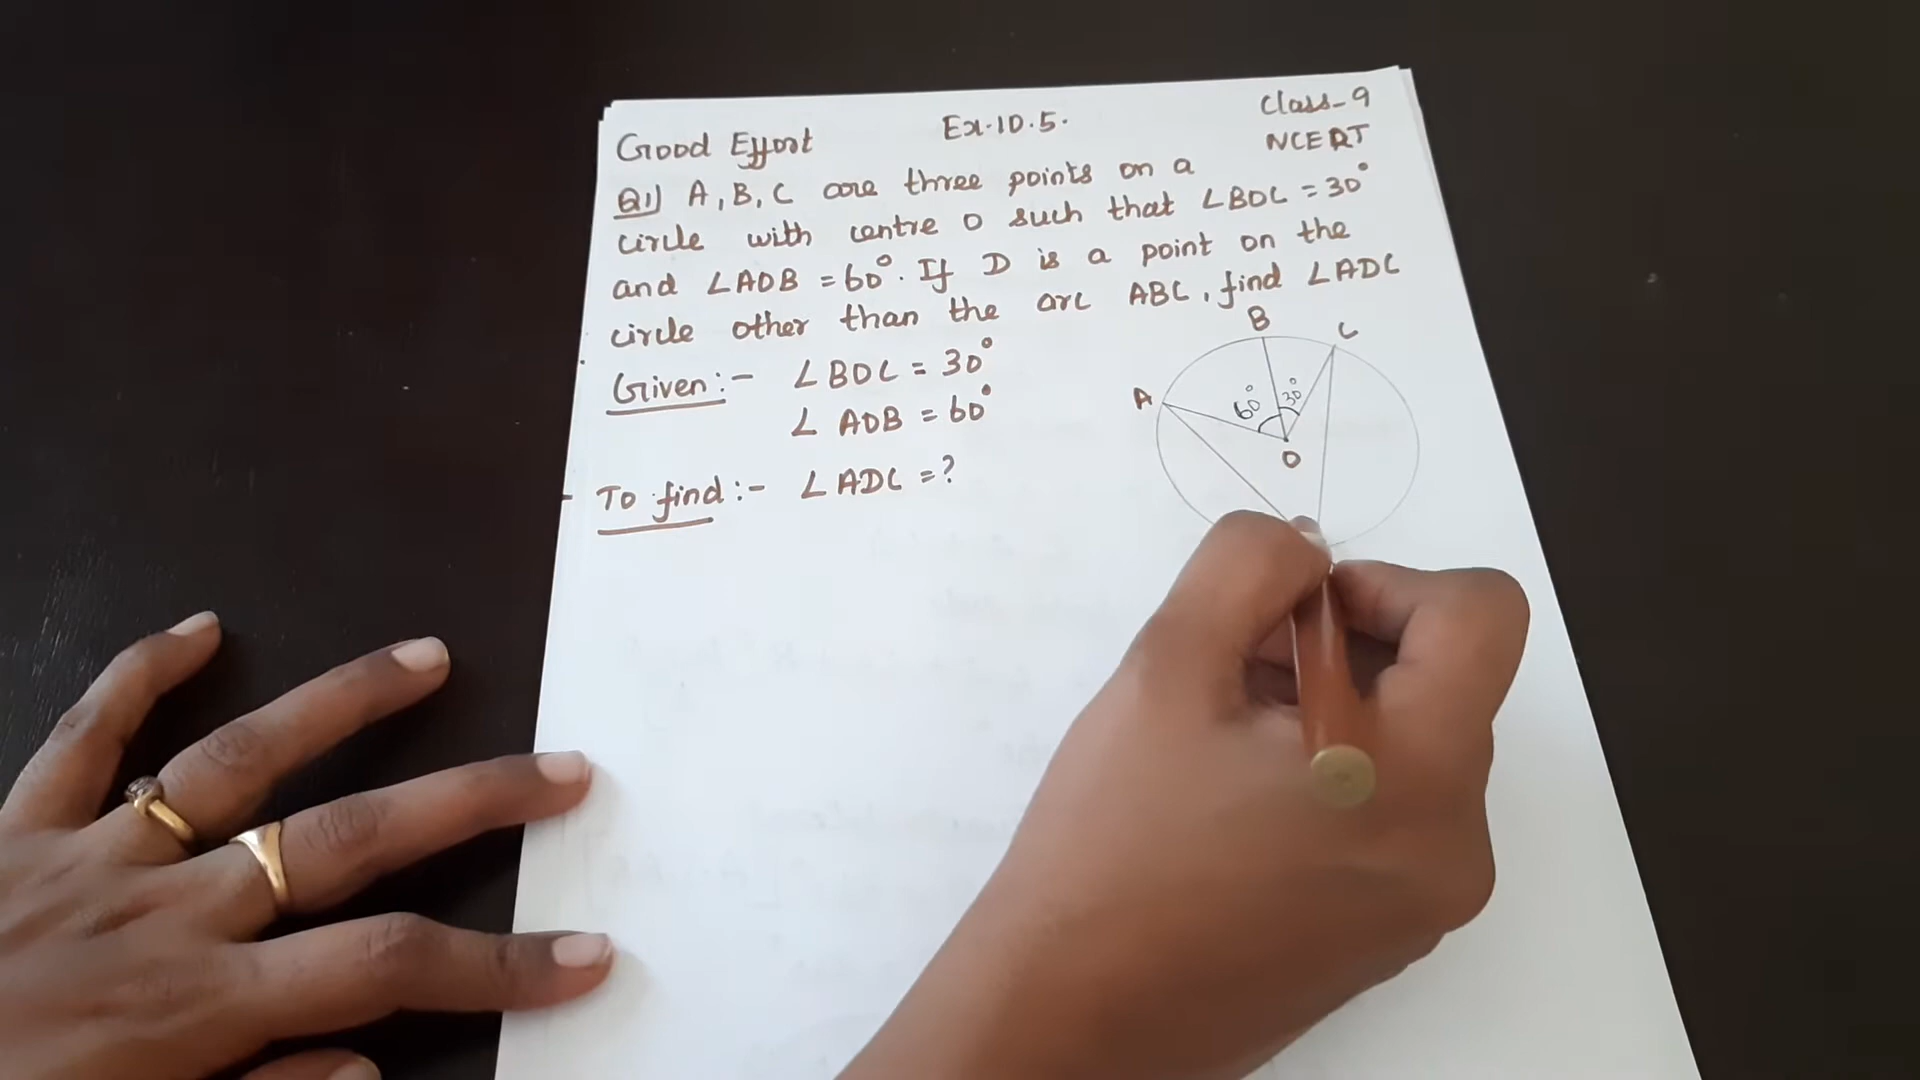 Good Effort
Ex.10.5.
Class-9
NCERT
Q1) A, B, C are three points on a
circle with centre O such that ∠BOC = 30°
and ∠AOB = 60°. If D is a point on the
circle other than the arc ABC, find ∠ADC
Given:- ∠BOC = 30°
∠AOB = 60°
To find:- ∠ADC = ?
B
C
A
60°
30°
O